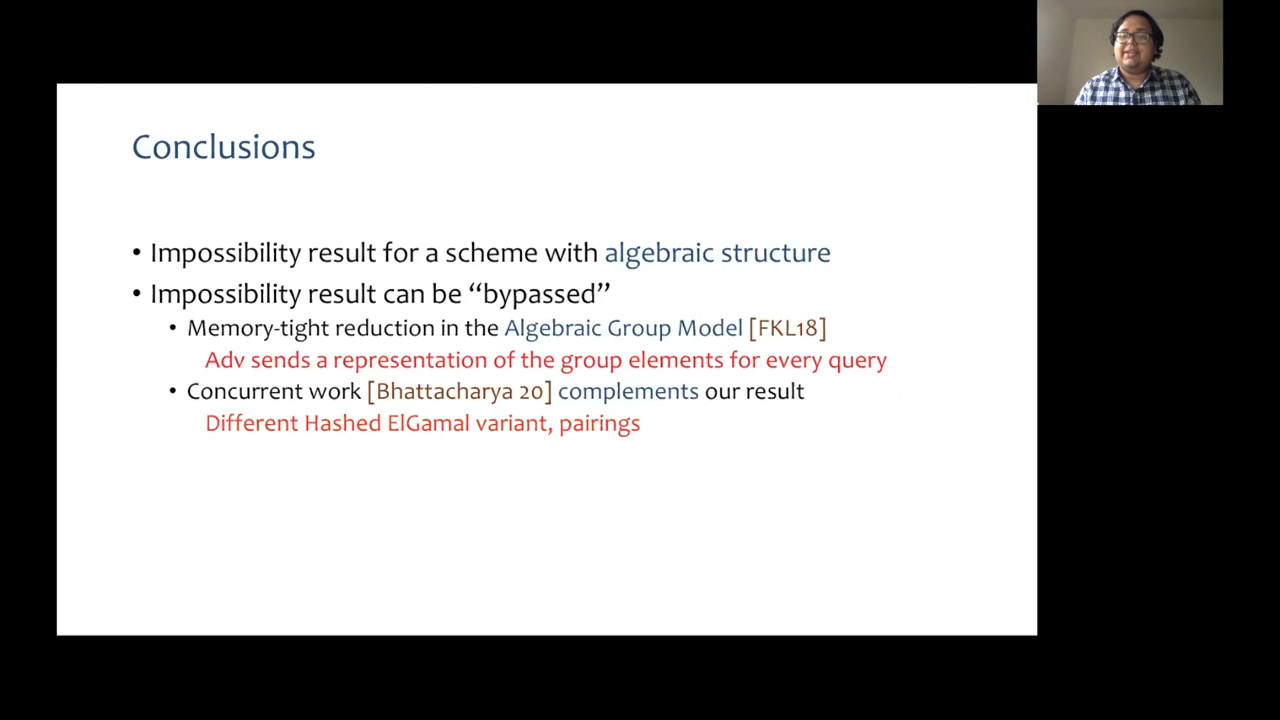 Conclusions
• Impossibility result for a scheme with algebraic structure
• Impossibility result can be “bypassed”
• Memory-tight reduction in the Algebraic Group Model [FKL18]
Adv sends a representation of the group elements for every query
• Concurrent work [Bhattacharya 20] complements our result
Different Hashed ElGamal variant, pairings